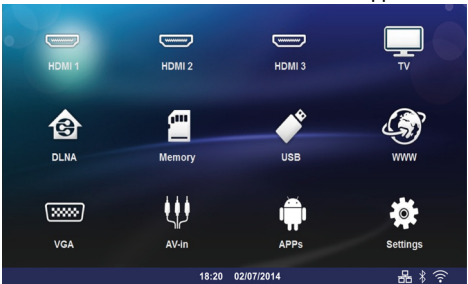 HDMI 1 HDMI 2 HDMI 3 TV
DLNA Memory USB WWW
VGA AV-in APPs Settings
18:20 02/07/2014